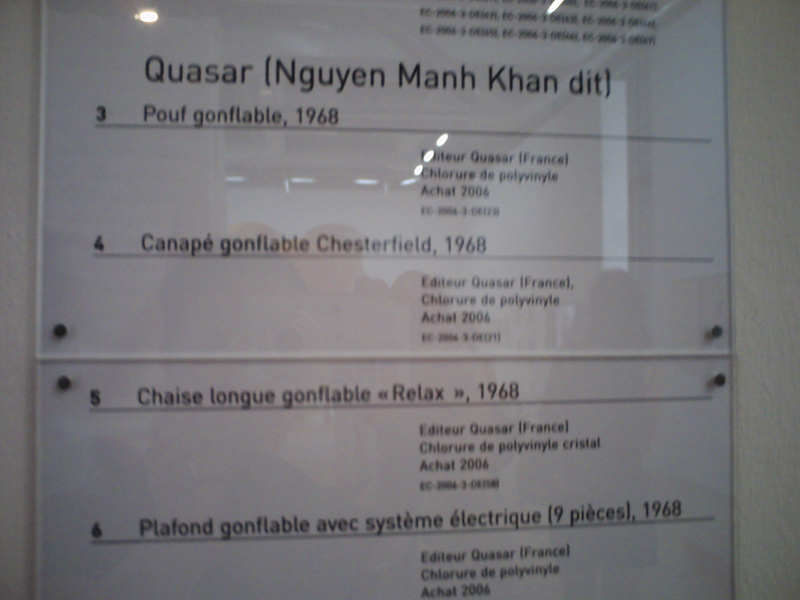 Quasar (Nguyen Manh Khan dit)
3 Pouf gonflable, 1968
Editeur Quasar (France)
Chlorure de polyvinyle
Achat 2006
4 Canapé gonflable Chesterfield, 1968
Editeur Quasar (France),
Chlorure de polyvinyle
Achat 2006
5 Chaise longue gonflable « Relax », 1968
Editeur Quasar (France)
Chlorure de polyvinyle cristal
Achat 2006
6 Plafond gonflable avec système électrique (9 pièces), 1968
Editeur Quasar (France)
Chlorure de polyvinyle
Achat 2006